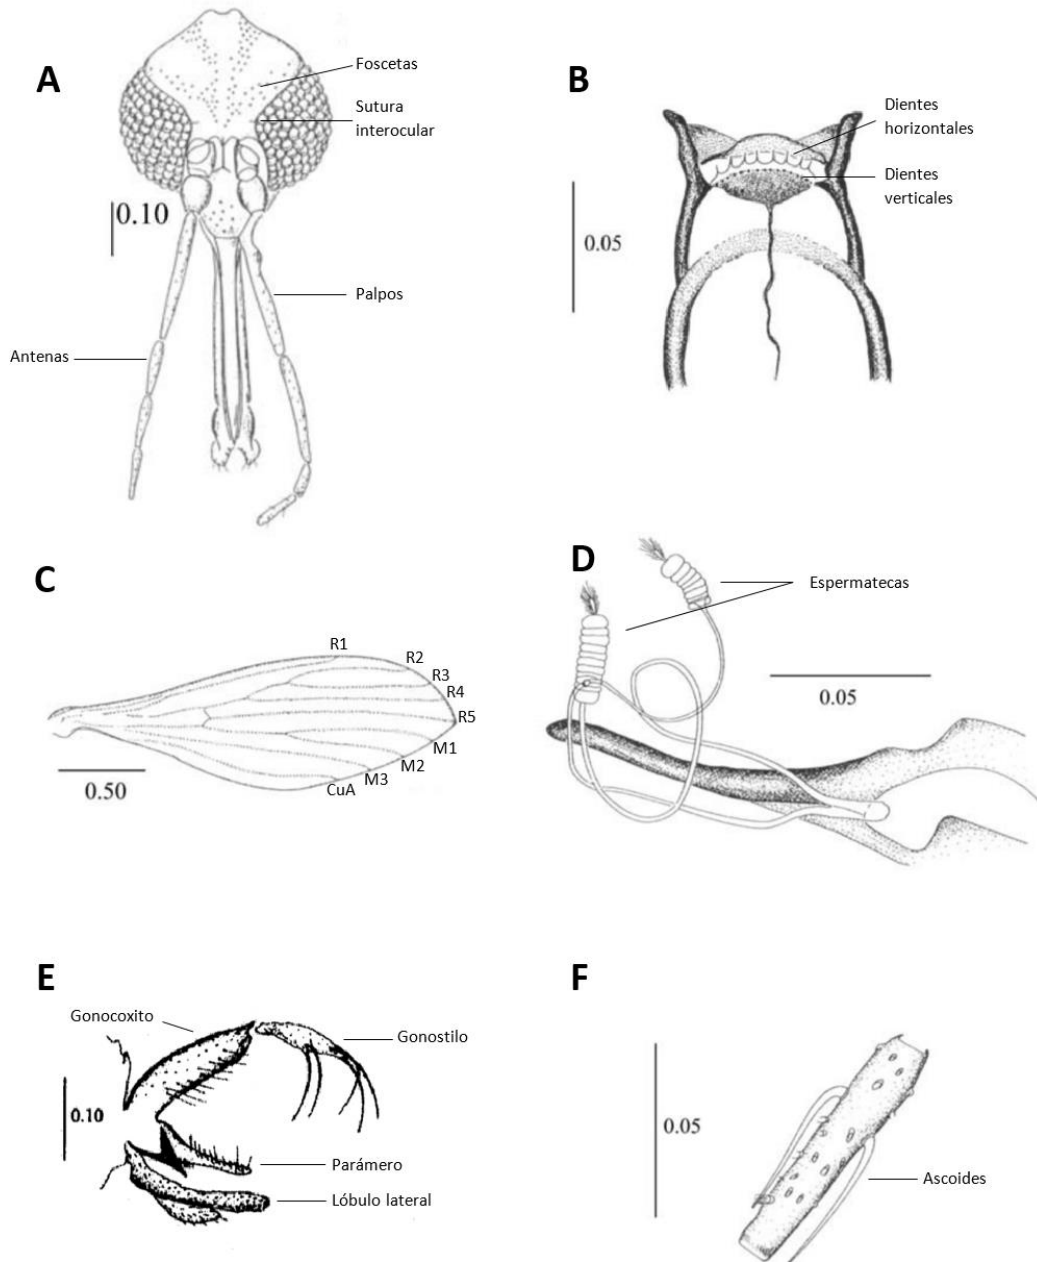 A
Foscetas
Sutura
interocular
0.10
Palpos
Antenas
B
Dientes
horizontales
Dientes
verticales
0.05
C
R1
R2
R3
R4
R5
M1
M2
M3
CuA
0.50
D
Espermatecas
0.05
E
Gonocoxito
Gonostilo
0.10
Parámero
Lóbulo lateral
F
0.05
Ascoides